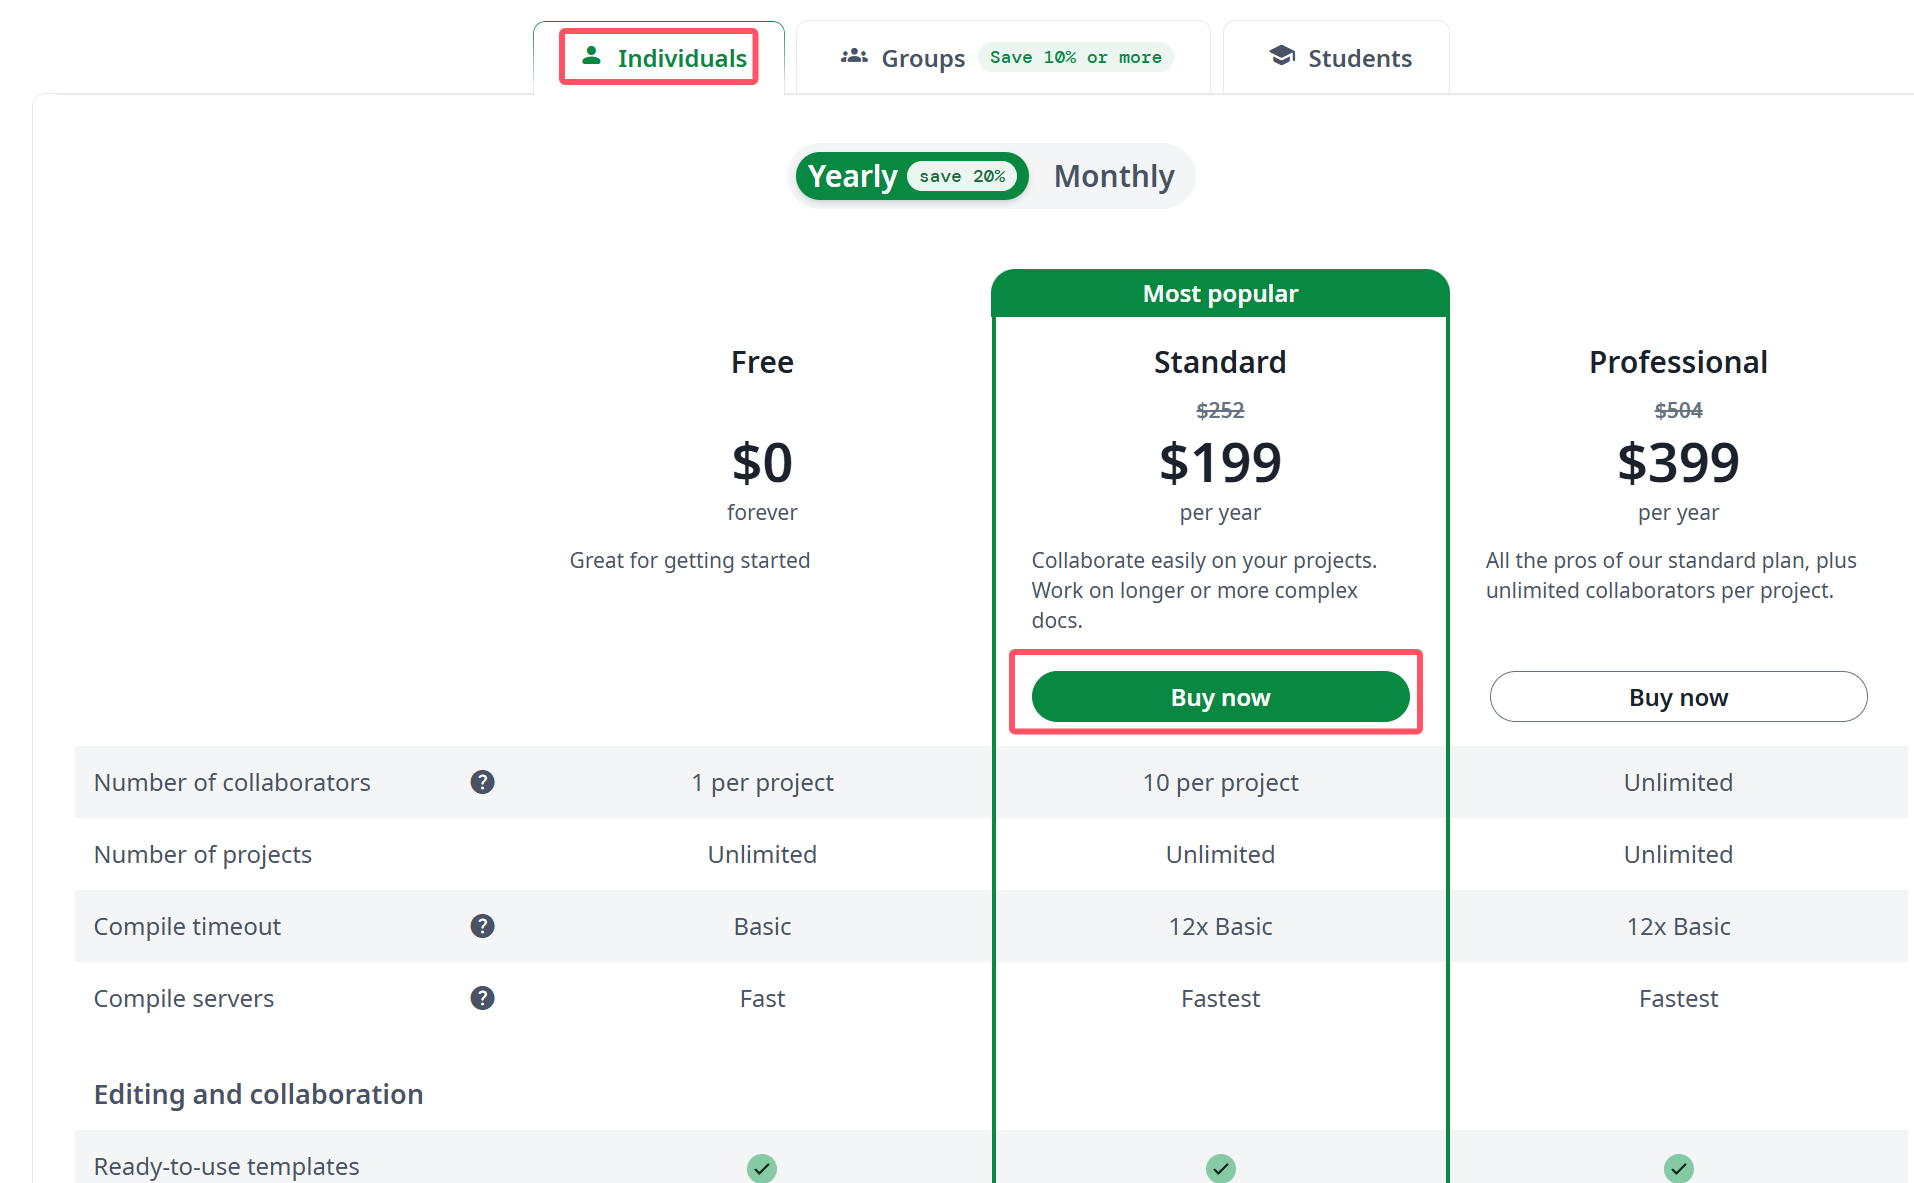 Individuals
Groups Save 10% or more
Students
Yearly save 20% Monthly
Most popular
Free Standard Professional
$252 $504
$0 $199 $399
forever per year per year
Great for getting started
Collaborate easily on your projects.
Work on longer or more complex
docs.
All the pros of our standard plan, plus
unlimited collaborators per project.
Buy now Buy now
Number of collaborators ? 1 per project 10 per project Unlimited
Number of projects Unlimited Unlimited Unlimited
Compile timeout ? Basic 12x Basic 12x Basic
Compile servers ? Fast Fastest Fastest
Editing and collaboration
Ready-to-use templates